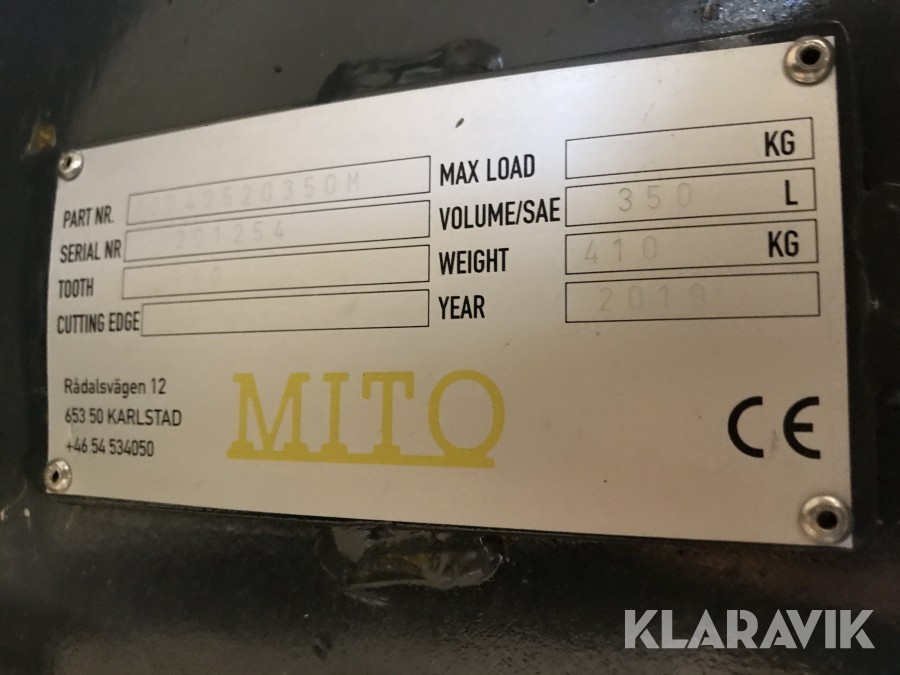 PART NR.
SERIAL NR 201254
TOOTH
CUTTING EDGE
MAX LOAD KG
VOLUME/SAE 350 L
WEIGHT 410 KG
YEAR 2019
Rådalsvägen 12
653 50 KARLSTAD
+46 54 534050
MITO
CE
KLARAVIK